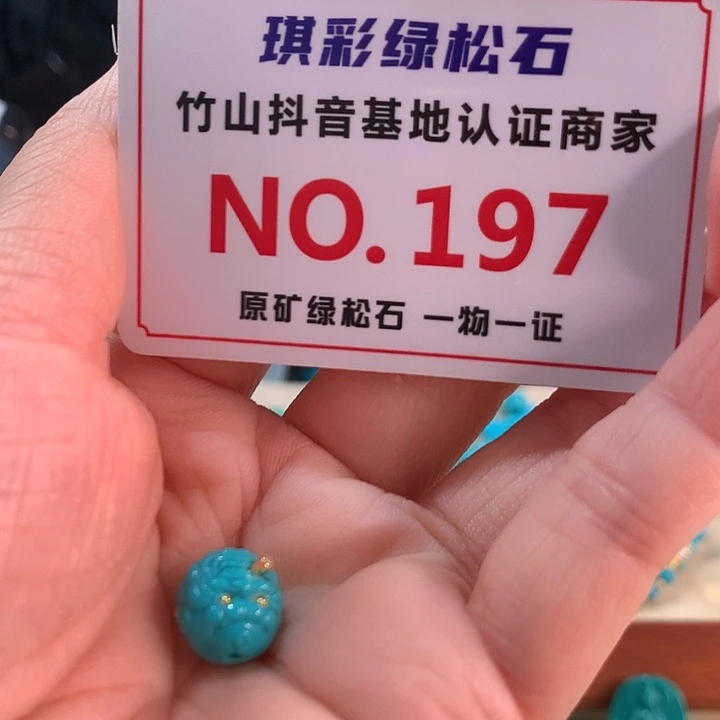 琪彩绿松石
竹山抖音基地认证商家
NO.197
原矿绿松石 一物一证